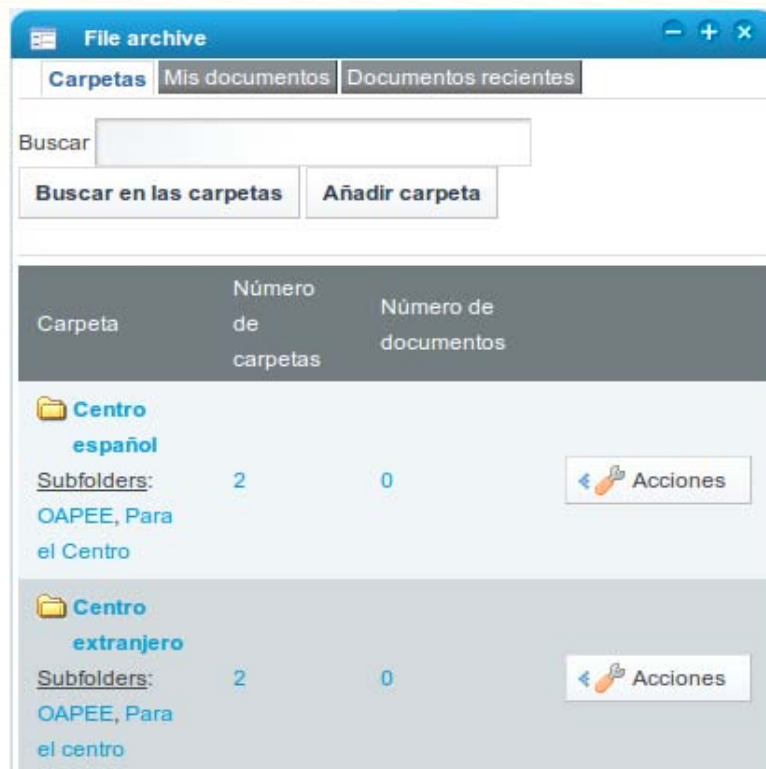 File archive
Carpetas Mis documentos Documentos recientes
Buscar
Buscar en las carpetas Añadir carpeta
Carpeta
Número
de
carpetas
Número de
documentos
Centro
español
Subfolders:
OAPEE, Para
el Centro
2
0
Acciones
Centro
extranjero
Subfolders:
OAPEE, Para
el centro
2
0
Acciones